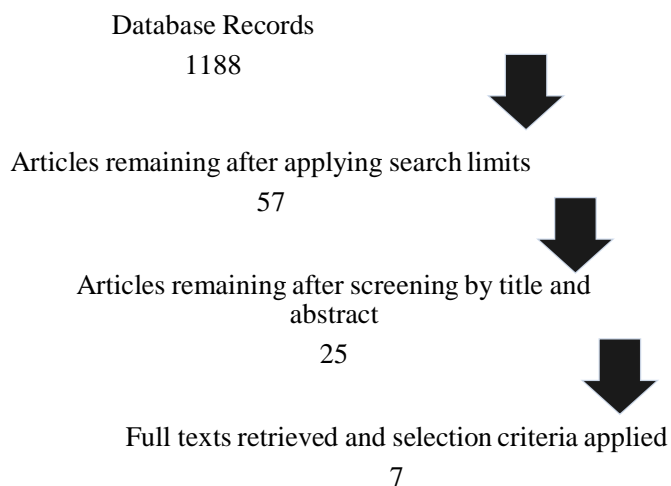 Database Records
1188
Articles remaining after applying search limits
57
Articles remaining after screening by title and
abstract
25
Full texts retrieved and selection criteria applied
7